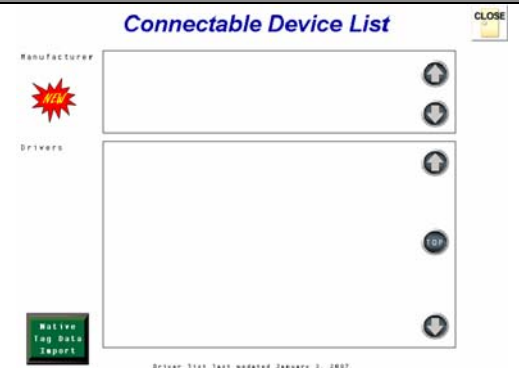 Connectable Device List
CLOSE
Manufacturer
NEW
Drivers
TOP
Native
Tag Data
Import
Driver list last updated January 3, 2007.